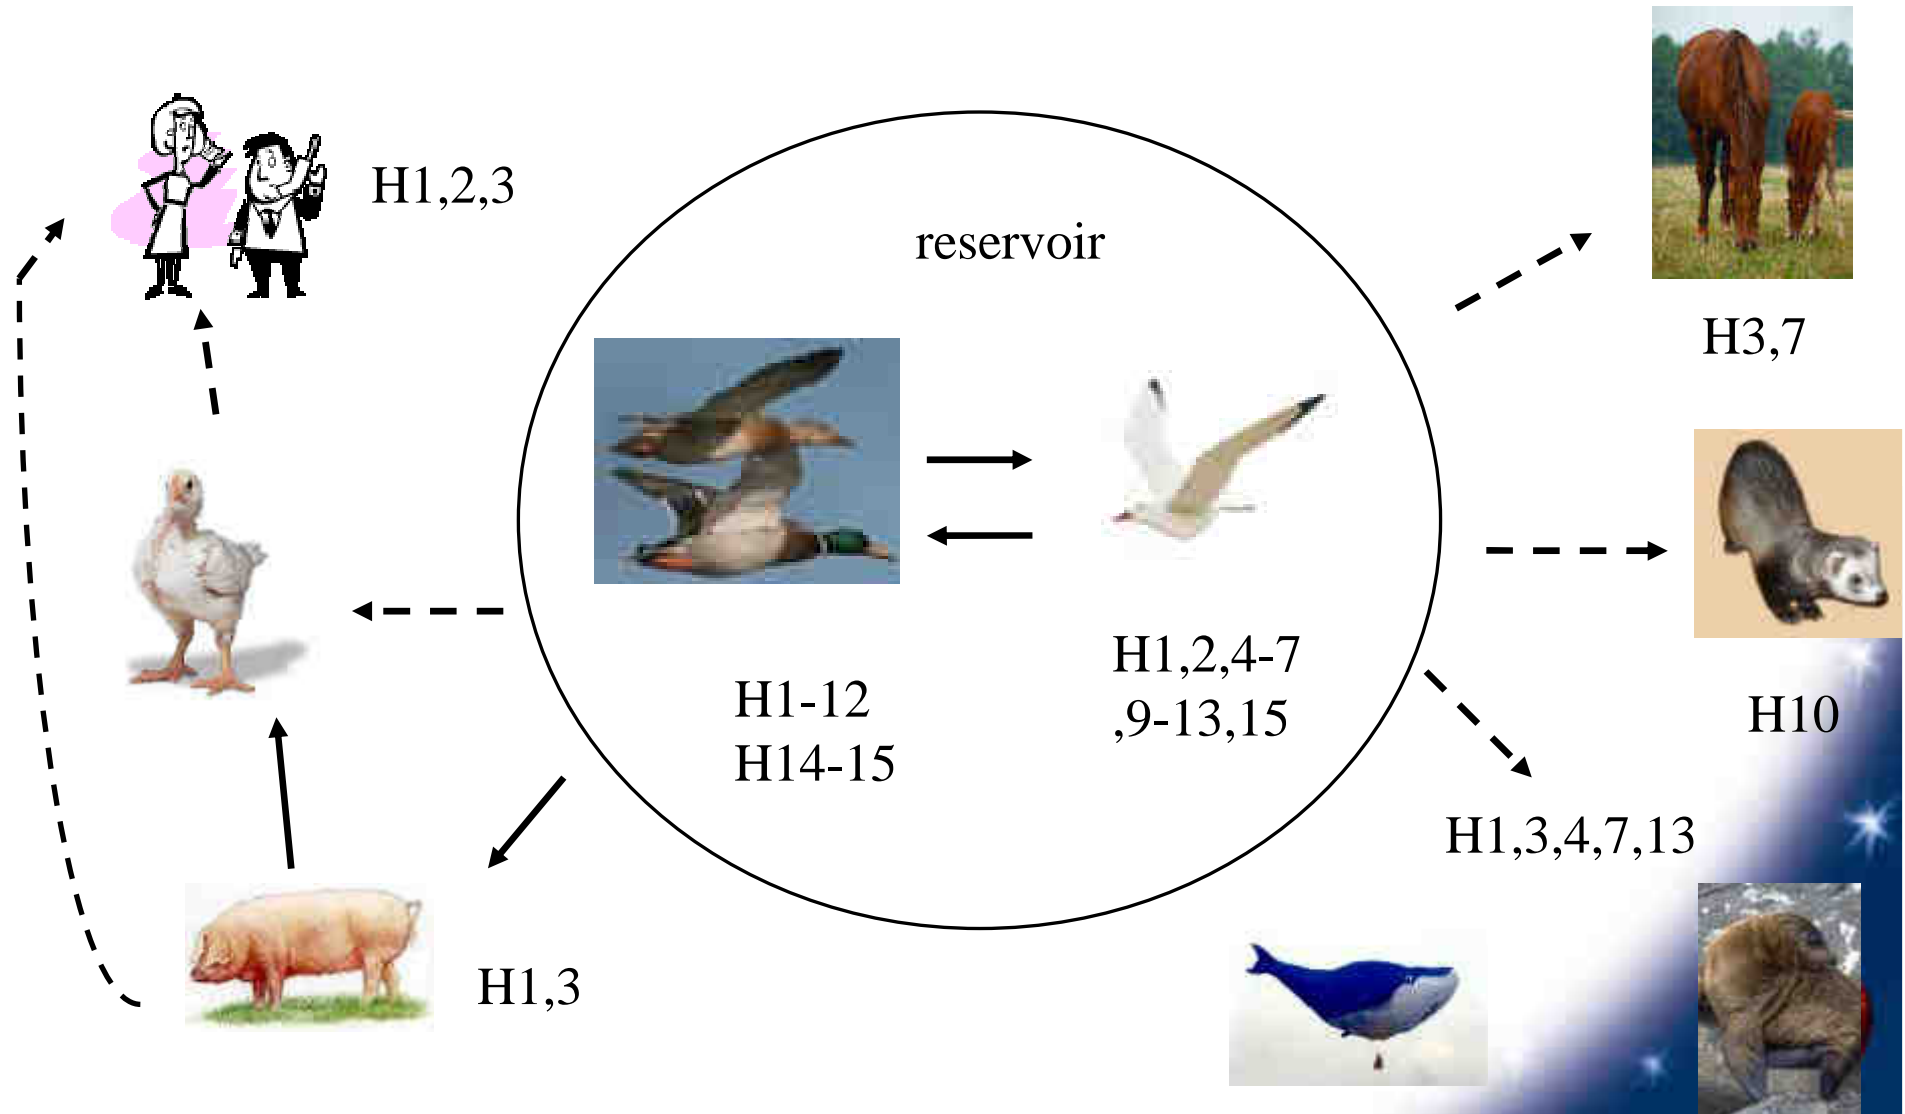 H1,2,3
reservoir
H3,7
H1,2,4-7
,9-13,15
H1-12
H14-15
H10
H1,3,4,7,13
H1,3